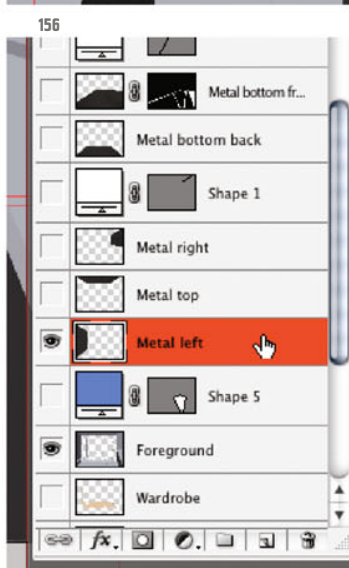 156
Metal bottom fr...
Metal bottom back
Shape 1
Metal right
Metal top
Metal left
Shape 5
Foreground
Wardrobe
fx.